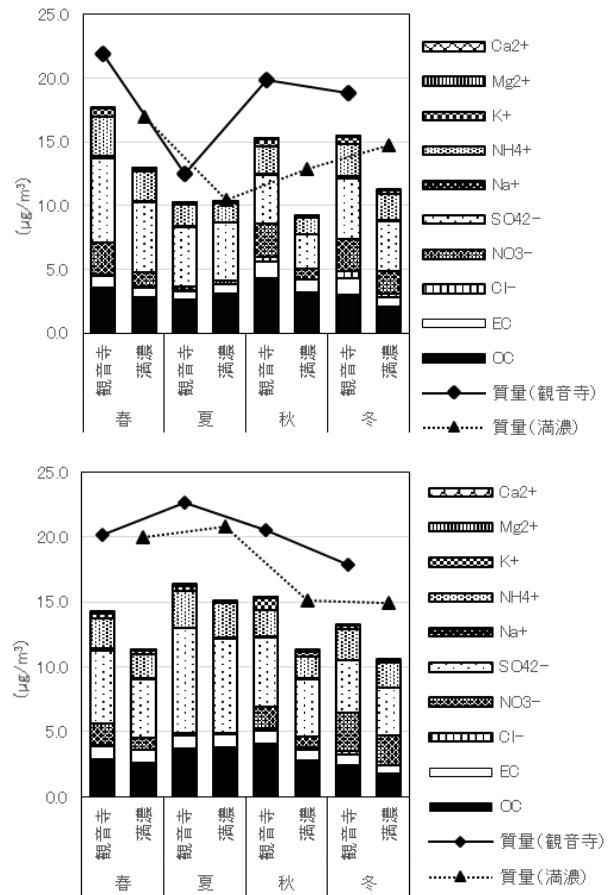 25.0
20.0
15.0
10.0
5.0
0.0
(μg/m³)
観音寺 満濃 観音寺 満濃 観音寺 満濃 観音寺 満濃
春 夏 秋 冬
Ca2+
Mg2+
K+
NH4+
Na+
SO42-
NO3-
Cl-
EC
OC
質量(観音寺)
質量(満濃)
25.0
20.0
15.0
10.0
5.0
0.0
(μg/m³)
観音寺 満濃 観音寺 満濃 観音寺 満濃 観音寺 満濃
春 夏 秋 冬
Ca2+
Mg2+
K+
NH4+
Na+
SO42-
NO3-
Cl-
EC
OC
質量(観音寺)
質量(満濃)